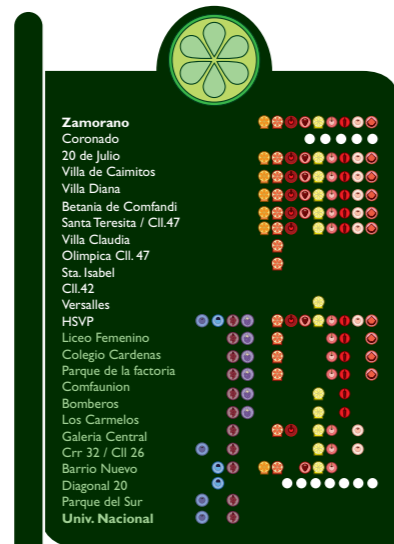 Zamorano
Coronado
20 de Julio
Villa de Caimitos
Villa Diana
Betania de Comfandi
Santa Teresita / Cll.47
Villa Claudia
Olimpica Cll. 47
Sta. Isabel
Cll.42
Versalles
HSVP
Liceo Femenino
Colegio Cardenas
Parque de la factoria
Comfaunion
Bomberos
Los Carmelos
Galeria Central
Crr 32 / Cll 26
Barrio Nuevo
Diagonal 20
Parque del Sur
Univ. Nacional